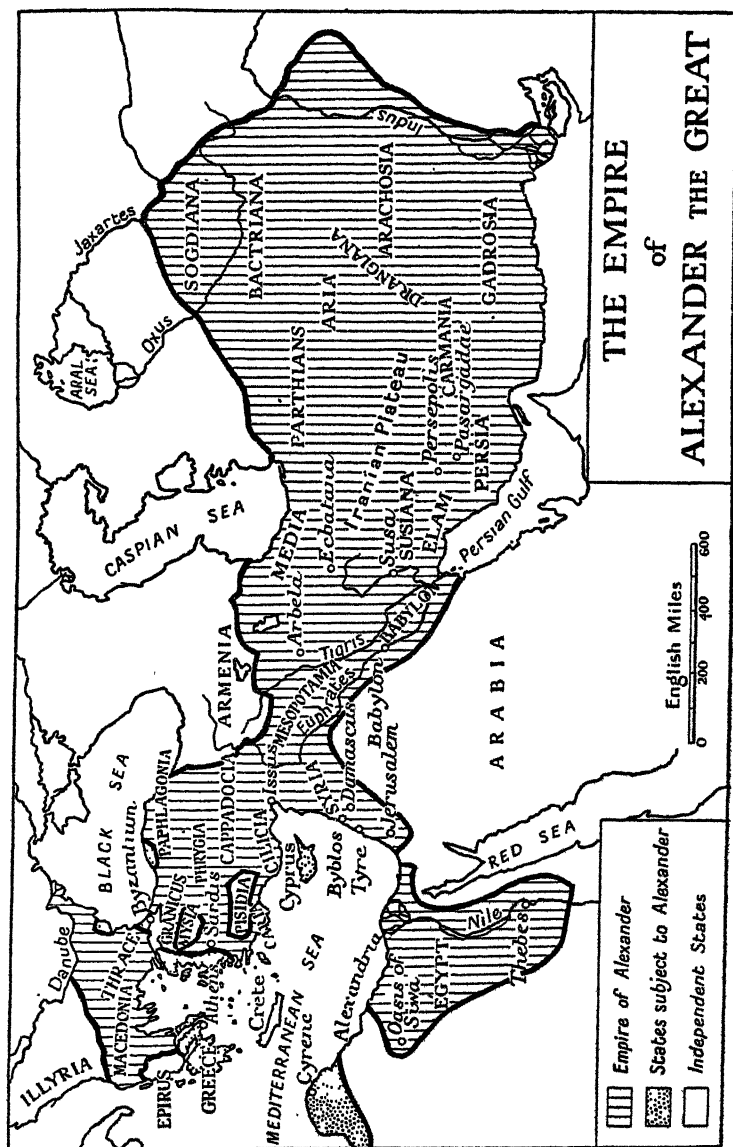 THE EMPIRE
of
ALEXANDER THE GREAT
Danube
ILLYRIA
THRACE
MACEDONIA
EPIRUS
GREECE
Athens
Byzantium
BLACK SEA
PAPHLAGONIA
GRANICUS
MYSIA
PHRYGIA
Sardis
CAPPADOCIA
PISIDIA
CILICIA
Issus
ARMENIA
CASPIAN SEA
ARAL
SEA
Oxus
Jaxartes
SOGDIANA
BACTRIANA
PARTHIANS
ARIA
DRANGIANA
ARACHOSIA
Indus
GADROSIA
MEDIA
Arbela
Ecbatana
Iranian Plateau
Persepolis
CARMANIA
Pasargadae
PERSIA
Susa
SUSIANA
ELAM
Persian Gulf
Tigris
MESOPOTAMIA
Euphrates
BABYLON
Babylon
SYRIA
Damascus
Jerusalem
Cyprus
Byblos
Tyre
Crete
MEDITERRANEAN SEA
Cyrene
Alexandria
Oasis of
Siwa
EGYPT
Nile
Thebes
RED SEA
ARABIA
English Miles
0 200 400 600
Empire of Alexander
States subject to Alexander
Independent States